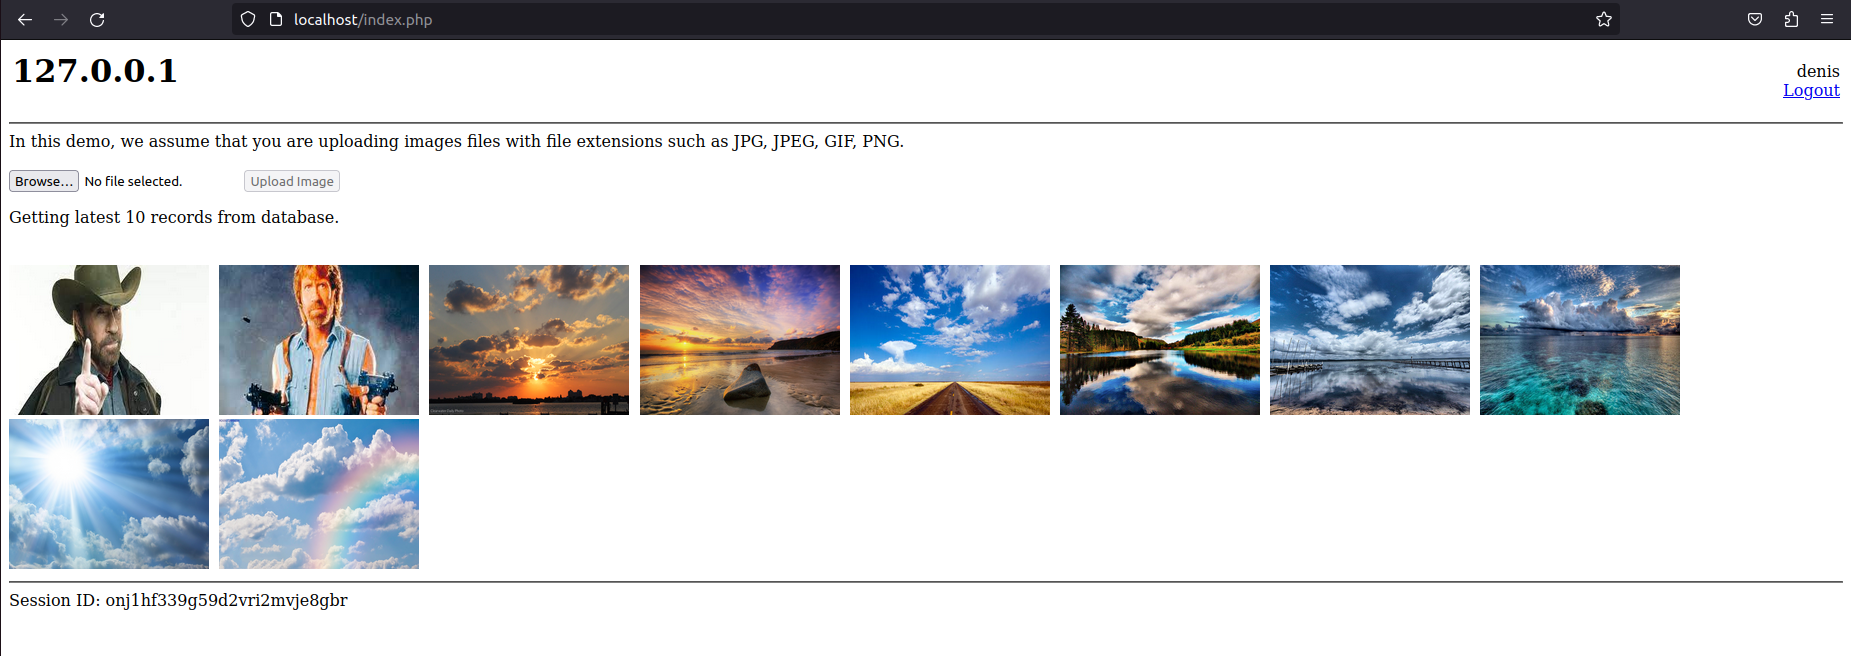 localhost/index.php
127.0.0.1
denis
Logout
In this demo, we assume that you are uploading images files with file extensions such as JPG, JPEG, GIF, PNG.
Browse... No file selected. Upload Image
Getting latest 10 records from database.
Session ID: onj1hf339g59d2vri2mvje8gbr